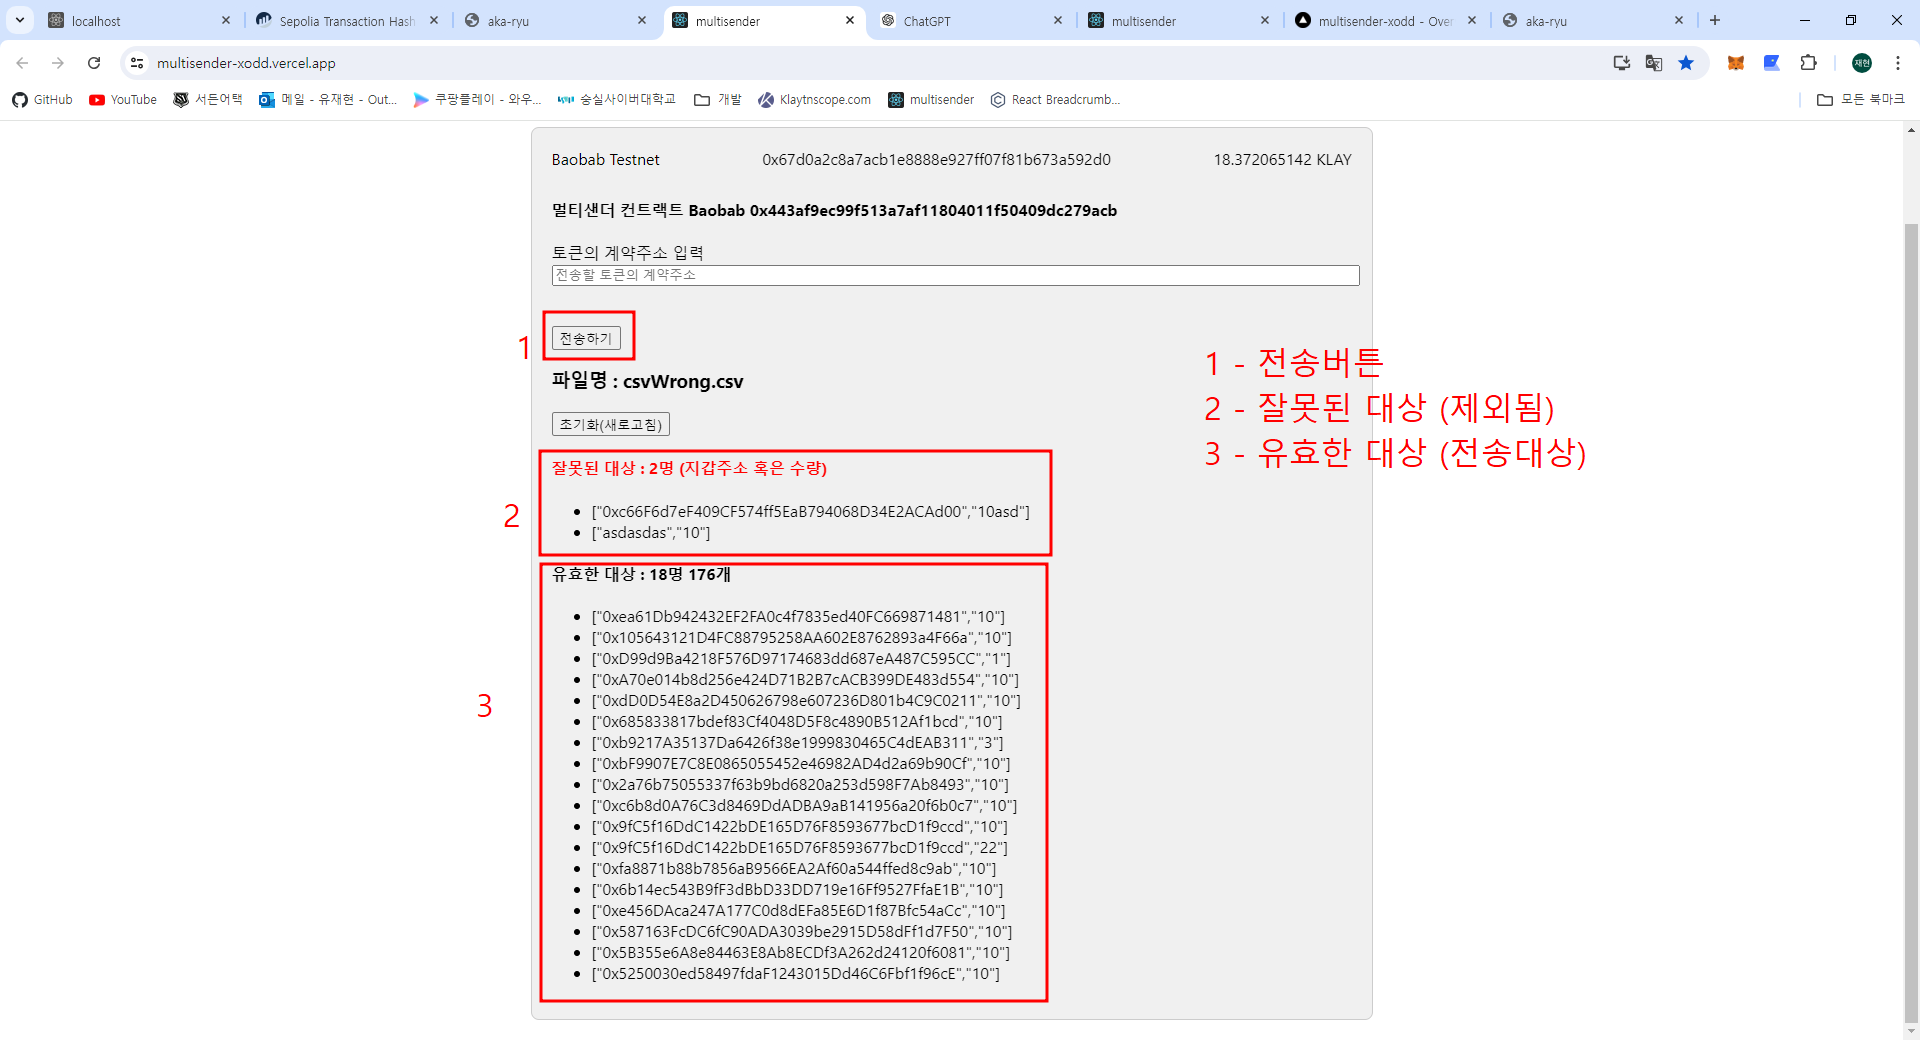 localhost
Sepolia Transaction Hash
aka-ryu
multisender
ChatGPT
multisender
multisender-xodd - Over
aka-ryu
multisender-xodd.vercel.app
재현
GitHub
YouTube
서든어택
메일 - 유재현 - Out...
쿠팡플레이 - 와우...
숭실사이버대학교
개발
Klaytnscope.com
multisender
React Breadcrumb...
모든 북마크
Baobab Testnet
0x67d0a2c8a7acb1e8888e927ff07f81b673a592d0
18.372065142 KLAY
멀티샌더 컨트랙트 Baobab 0x443af9ec99f513a7af11804011f50409dc279acb
토큰의 계약주소 입력
전송할 토큰의 계약주소
1
전송하기
파일명 : csvWrong.csv
초기화(새로고침)
1 - 전송버튼
2 - 잘못된 대상 (제외됨)
3 - 유효한 대상 (전송대상)
잘못된 대상 : 2명 (지갑주소 혹은 수량)
2
["0xc66F6d7eF409CF574ff5EaB794068D34E2ACAd00","10asd"]
["asdasdas","10"]
유효한 대상 : 18명 176개
3
["0xea61Db942432EF2FA0c4f7835ed40FC669871481","10"]
["0x105643121D4FC88795258AA602E8762893a4F66a","10"]
["0xD99d9Ba4218F576D97174683dd687eA487C595CC","1"]
["0xA70e014b8d256e424D71B2B7cACB399DE483d554","10"]
["0xdD0D54E8a2D450626798e607236D801b4C9C0211","10"]
["0x685833817bdef83Cf4048D5F8c4890B512Af1bcd","10"]
["0xb9217A35137Da6426f38e1999830465C4dEAB311","3"]
["0xbF9907E7C8E0865055452e46982AD4d2a69b90Cf","10"]
["0x2a76b75055337f63b9bd6820a253d598F7Ab8493","10"]
["0xc6b8d0A76C3d8469DdADBA9aB141956a20f6b0c7","10"]
["0x9fC5f16DdC1422bDE165D76F8593677bcD1f9ccd","10"]
["0x9fC5f16DdC1422bDE165D76F8593677bcD1f9ccd","22"]
["0xfa8871b88b7856aB9566EA2Af60a544ffed8c9ab","10"]
["0x6b14ec543B9fF3dBbD33DD719e16Ff9527FfaE1B","10"]
["0xe456DAca247A177C0d8dEFa85E6D1f87Bfc54aCc","10"]
["0x587163FcDC6fC90ADA3039be2915D58dFf1d7F50","10"]
["0x5B355e6A8e84463E8Ab8ECDf3A262d24120f6081","10"]
["0x5250030ed58497fdaF1243015Dd46C6Fbf1f96cE","10"]